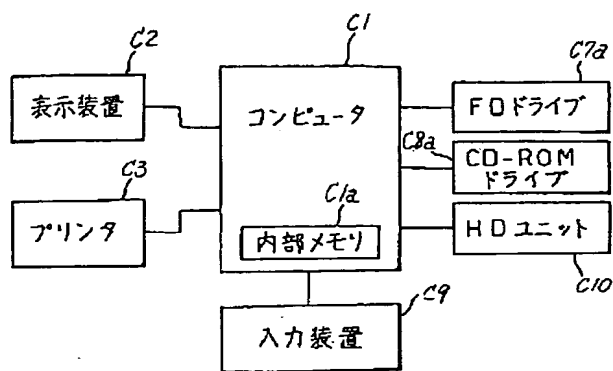 C1
C2
表示装置
C3
プリンタ
コンピュータ
C1a
内部メモリ
C7a
FDドライブ
C8a
CD-ROM
ドライブ
HDユニット
C10
C9
入力装置